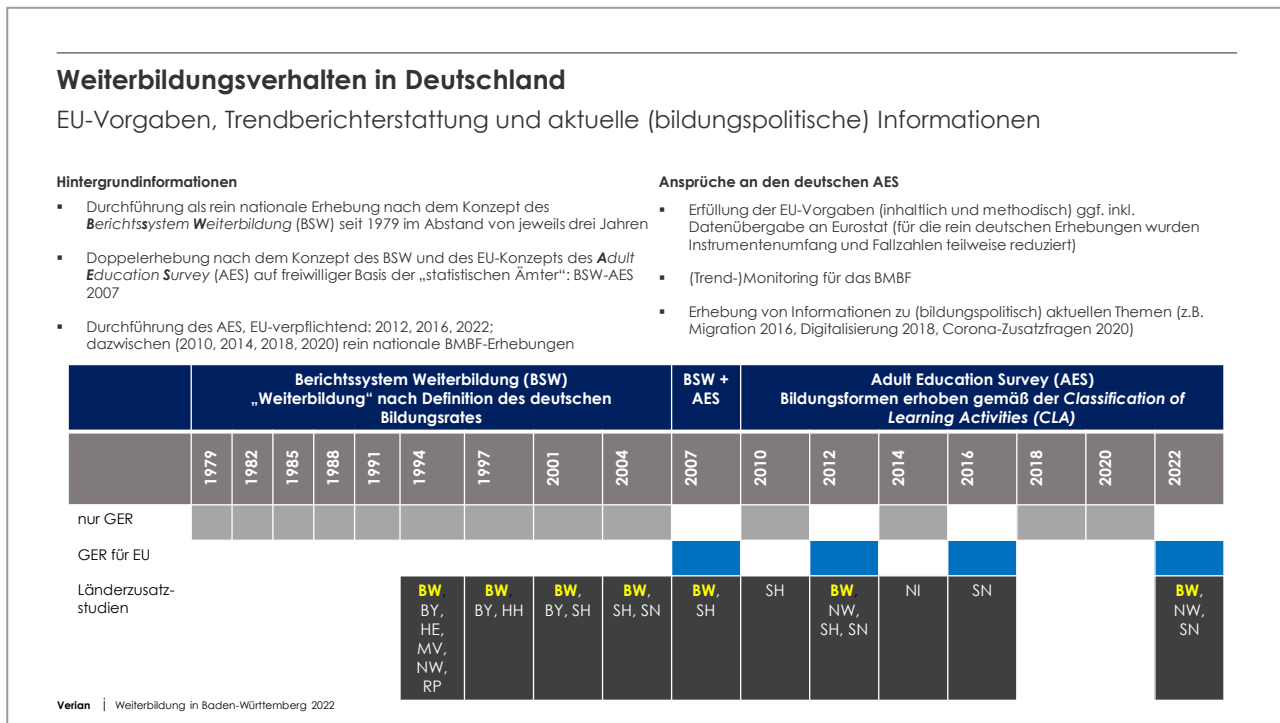 Weiterbildungsverhalten in Deutschland
EU-Vorgaben, Trendberichterstattung und aktuelle (bildungspolitische) Informationen
Hintergrundinformationen
▪ Durchführung als rein nationale Erhebung nach dem Konzept des
Berichtssystem Weiterbildung (BSW) seit 1979 im Abstand von jeweils drei Jahren
▪ Doppelerhebung nach dem Konzept des BSW und des EU-Konzepts des Adult
Education Survey (AES) auf freiwilliger Basis der „statistischen Ämter“: BSW-AES
2007
▪ Durchführung des AES, EU-verpflichtend: 2012, 2016, 2022;
dazwischen (2010, 2014, 2018, 2020) rein nationale BMBF-Erhebungen
Ansprüche an den deutschen AES
▪ Erfüllung der EU-Vorgaben (inhaltlich und methodisch) ggf. inkl.
Datenübergabe an Eurostat (für die rein deutschen Erhebungen wurden
Instrumentenumfang und Fallzahlen teilweise reduziert)
▪ (Trend-)Monitoring für das BMBF
▪ Erhebung von Informationen zu (bildungspolitisch) aktuellen Themen (z.B.
Migration 2016, Digitalisierung 2018, Corona-Zusatzfragen 2020)
Berichtssystem Weiterbildung (BSW)
„Weiterbildung“ nach Definition des deutschen
Bildungsrates
BSW +
AES
Adult Education Survey (AES)
Bildungsformen erhoben gemäß der Classification of
Learning Activities (CLA)
1979 1982 1985 1988 1991 1994 1997 2001 2004 2007 2010 2012 2014 2016 2018 2020 2022
nur GER
GER für EU
Länderzusatz-
studien
BW,
BY,
HE,
MV,
NW,
RP
BW,
BY, HH
BW,
BY, SH
BW,
SH, SN
BW,
SH
SH
BW,
NW,
SH, SN
NI
SN
BW,
NW,
SN
Verian | Weiterbildung in Baden-Württemberg 2022